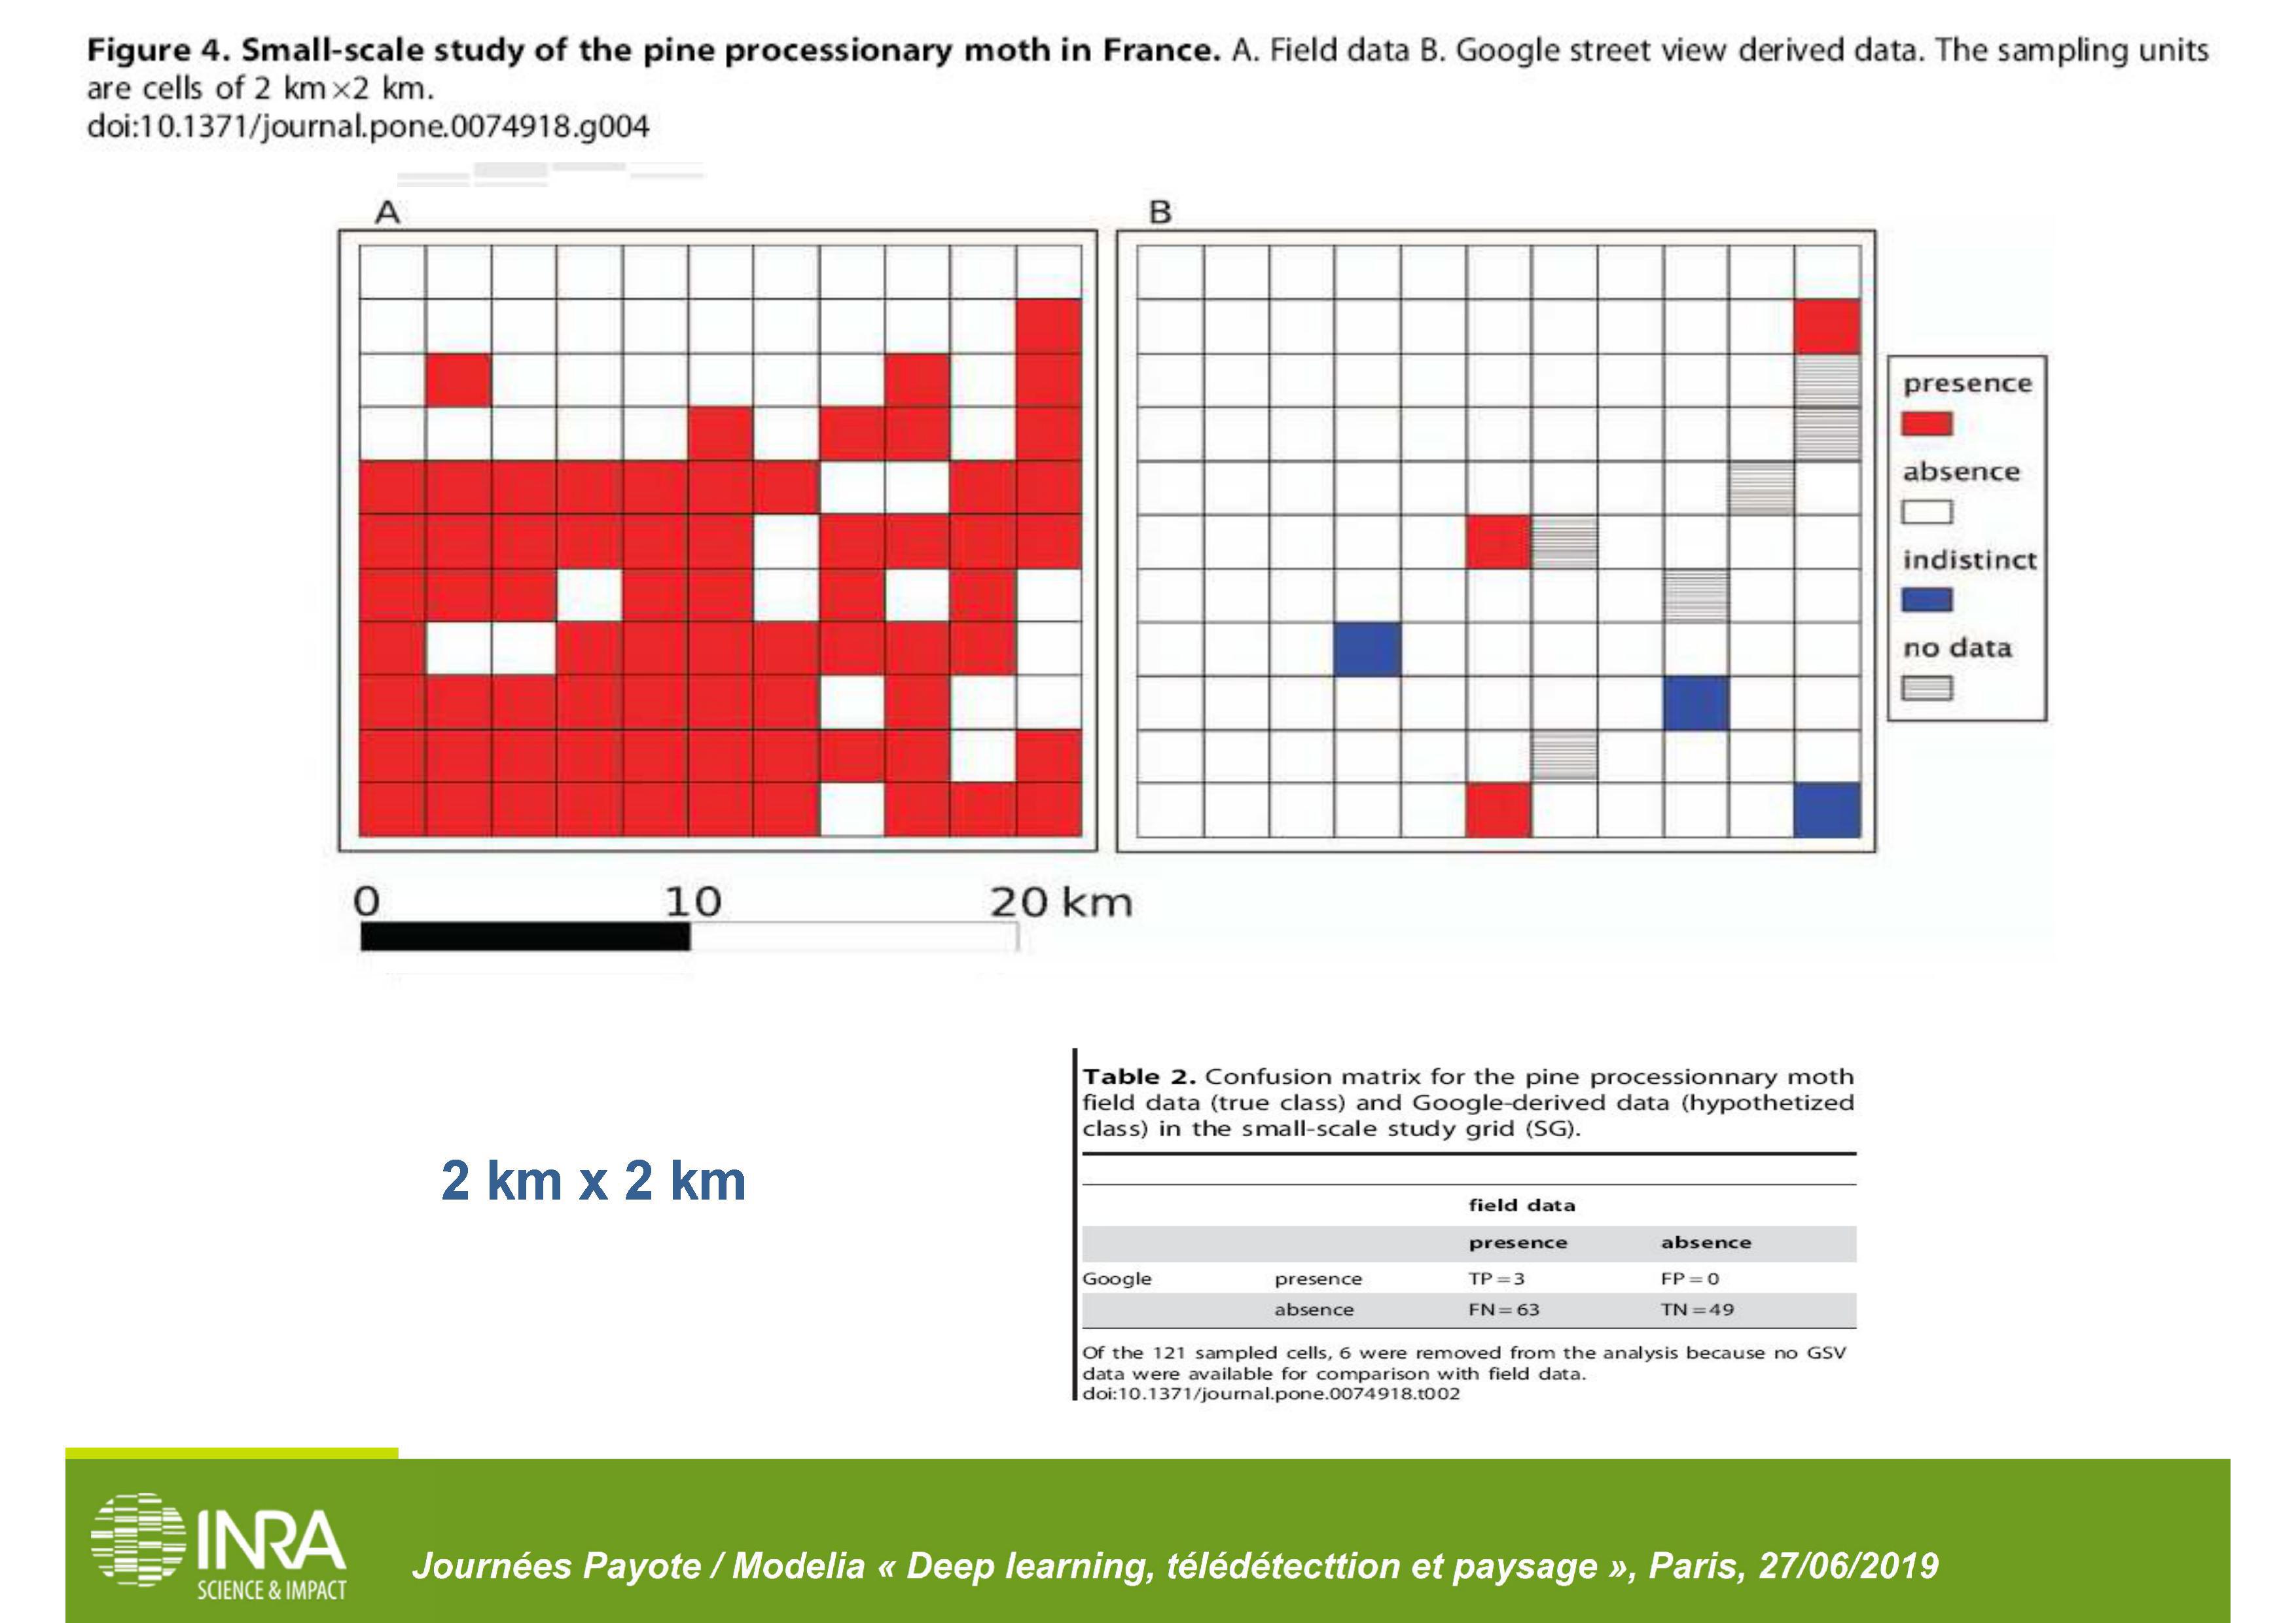 Figure 4. Small-scale study of the pine processionary moth in France. A. Field data B. Google street view derived data. The sampling units
are cells of 2 km×2 km.
doi:10.1371/journal.pone.0074918.g004
A
B
presence
absence
indistinct
no data
0 10 20 km
2 km x 2 km
Table 2. Confusion matrix for the pine processionnary moth
field data (true class) and Google-derived data (hypothetized
class) in the small-scale study grid (SG).
field data
presence absence
Google presence TP=3 FP=0
absence FN=63 TN=49
Of the 121 sampled cells, 6 were removed from the analysis because no GSV
data were available for comparison with field data.
doi:10.1371/journal.pone.0074918.t002
INRA
SCIENCE & IMPACT
Journées Payote / Modelia « Deep learning, télédétecttion et paysage », Paris, 27/06/2019